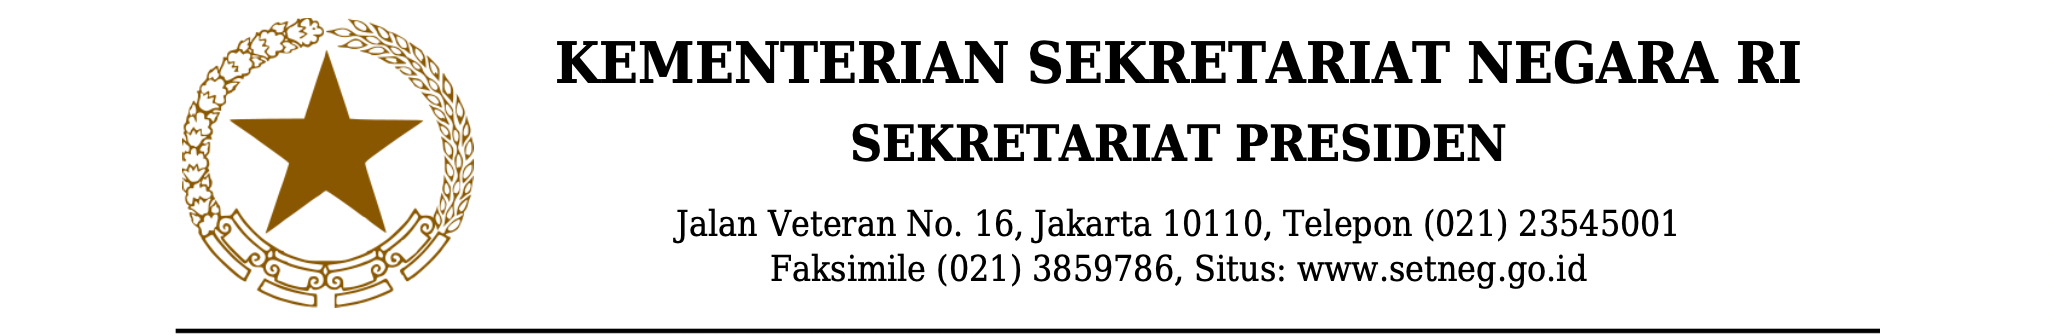 KEMENTERIAN SEKRETARIAT NEGARA RI
SEKRETARIAT PRESIDEN
Jalan Veteran No. 16, Jakarta 10110, Telepon (021) 23545001
Faksimile (021) 3859786, Situs: www.setneg.go.id